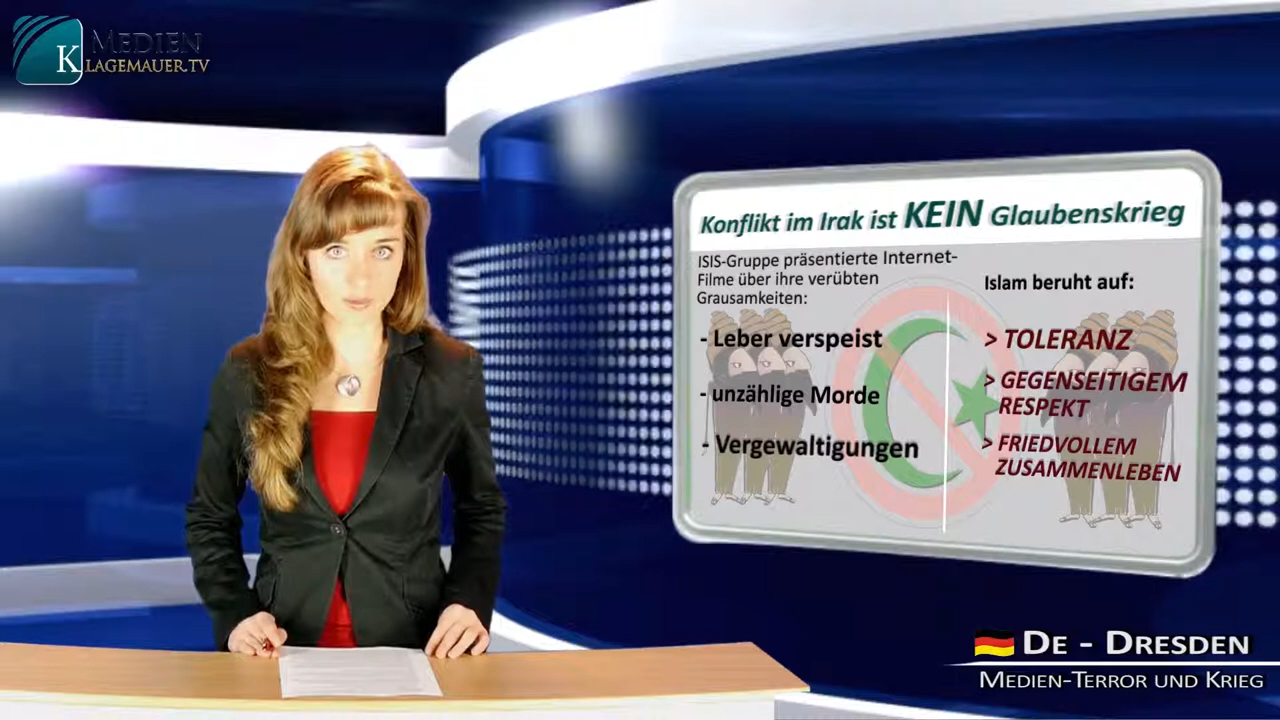 MEDIEN
KLAGEMAUER.TV
Konflikt im Irak ist KEIN Glaubenskrieg
ISIS-Gruppe präsentierte Internet-
Filme über ihre verübten
Grausamkeiten:
- Leber verspeist
- unzählige Morde
- Vergewaltigungen
Islam beruht auf:
> TOLERANZ
> GEGENSEITIGEM
RESPEKT
> FRIEDVOLLEM
ZUSAMMENLEBEN
DE - DRESDEN
MEDIEN-TERROR UND KRIEG